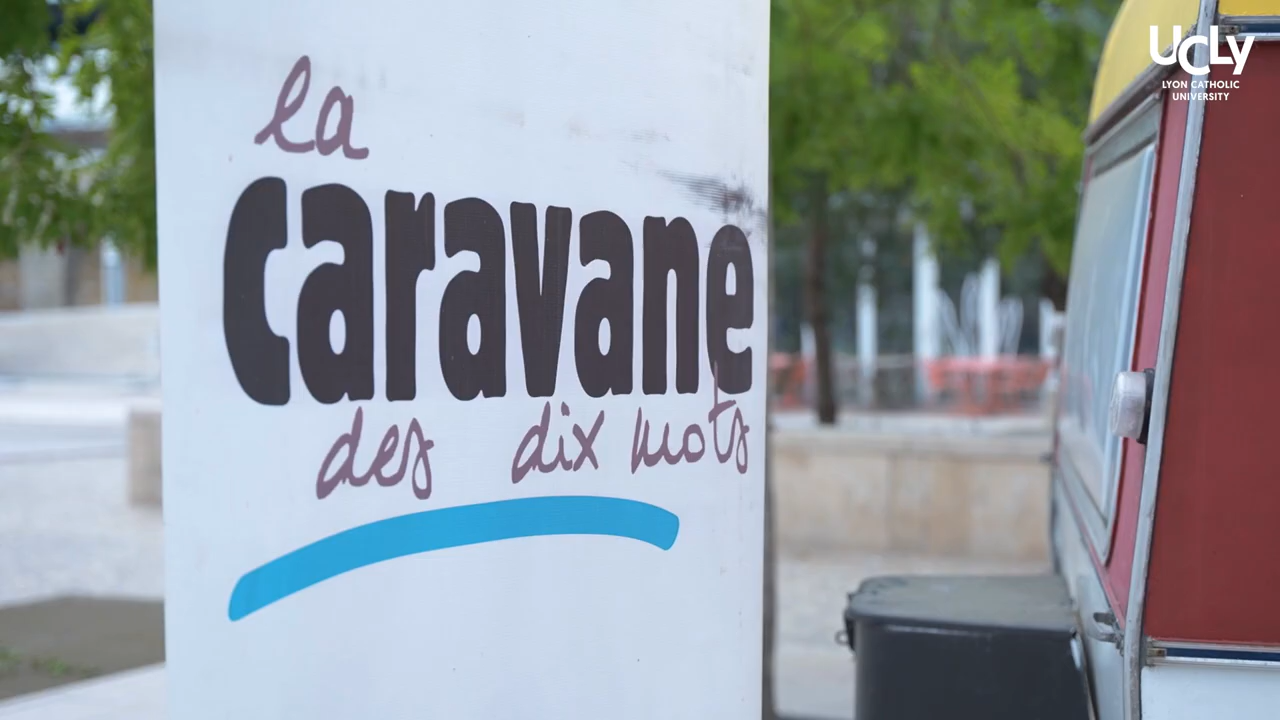 la
caravane
des dix mots
UCLy
LYON CATHOLIC
UNIVERSITY